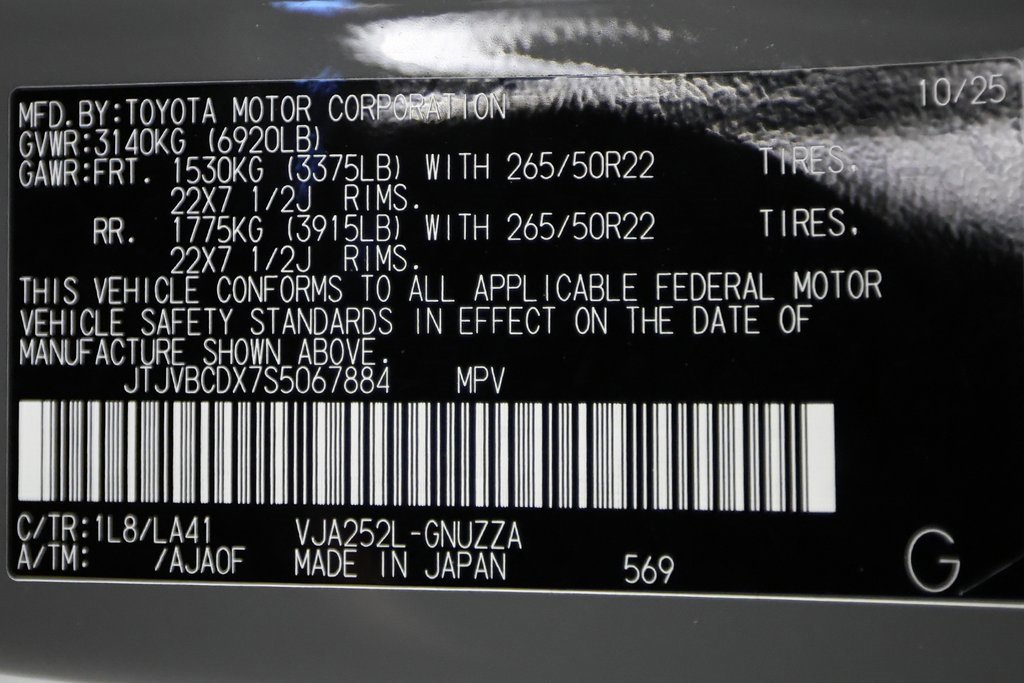 10/25
MFD.BY:TOYOTA MOTOR CORPORATION
GVWR:3140KG (6920LB)
GAWR:FRT. 1530KG (3375LB) WITH 265/50R22 TIRES.
22X7 1/2J RIMS.
RR. 1775KG (3915LB) WITH 265/50R22 TIRES.
22X7 1/2J RIMS.
THIS VEHICLE CONFORMS TO ALL APPLICABLE FEDERAL MOTOR
VEHICLE SAFETY STANDARDS IN EFFECT ON THE DATE OF
MANUFACTURE SHOWN ABOVE.
JTJVBCDX7S5067884 MPV
C/TR:1L8/LA41 VJA252L-GNUZZA
A/TM: /AJA0F MADE IN JAPAN 569
G